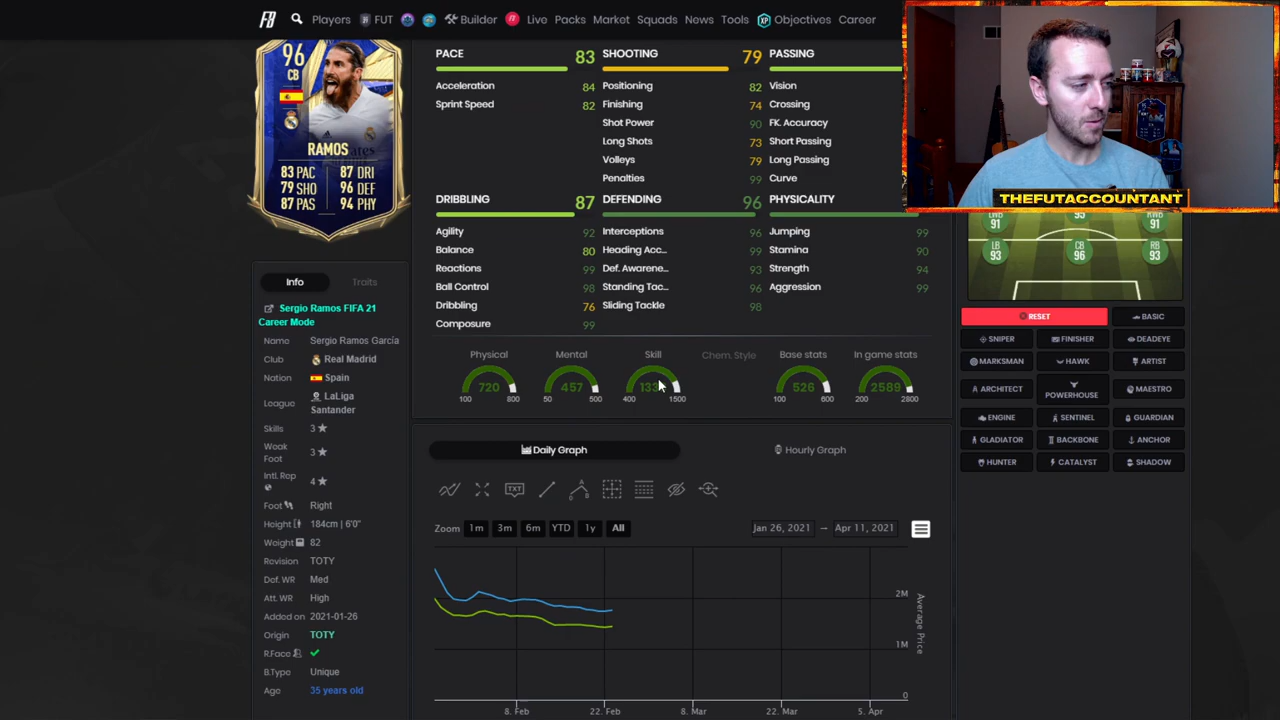 Players FUT Builder Live Packs Market Squads News Tools XP Objectives Career
96
CB
RAMOS
83 PAC 87 DRI
79 SHO 96 DEF
87 PAS 94 PHY
PACE 83
Acceleration 84
Sprint Speed 82
SHOOTING 79
Positioning 82
Finishing 74
Shot Power 90
Long Shots 73
Volleys 79
Penalties 99
PASSING
Vision
Crossing
FK. Accuracy
Short Passing
Long Passing
Curve
DRIBBLING 87
Agility 92
Balance 80
Reactions 99
Ball Control 98
Dribbling 76
Composure 99
DEFENDING 96
Interceptions 96
Heading Acc... 99
Def. Awarene... 93
Standing Tac... 96
Sliding Tackle 98
PHYSICALITY
Jumping 99
Stamina 90
Strength 94
Aggression 99
THEFUTACCOUNTANT
91 95 91
LB CB RB
93 96 93
Info Traits
Sergio Ramos FIFA 21
Career Mode
Name Sergio Ramos García
Club Real Madrid
Nation Spain
League LaLiga
Santander
Skills 3
Weak
Foot 3
Intl. Rep 4
Foot Right
Height 184cm | 6'0"
Weight 82
Revision TOTY
Def. WR Med
Att. WR High
Added on 2021-01-26
Origin TOTY
R.Face
B.Type Unique
Age 35 years old
Physical Mental Skill Chem. Style Base stats In game stats
720 457 526 2589
100 800 50 500 400 1500 100 600 200 2800
RESET BASIC
SNIPER FINISHER DEADEYE
MARKSMAN HAWK ARTIST
ARCHITECT POWERHOUSE MAESTRO
ENGINE SENTINEL GUARDIAN
GLADIATOR BACKBONE ANCHOR
HUNTER CATALYST SHADOW
Daily Graph Hourly Graph
TXT
Zoom 1m 3m 6m YTD 1y All
Jan 26, 2021 → Apr 11, 2021
2M
1M
0
Average Price
8. Feb 22. Feb 8. Mar 22. Mar 5. Apr